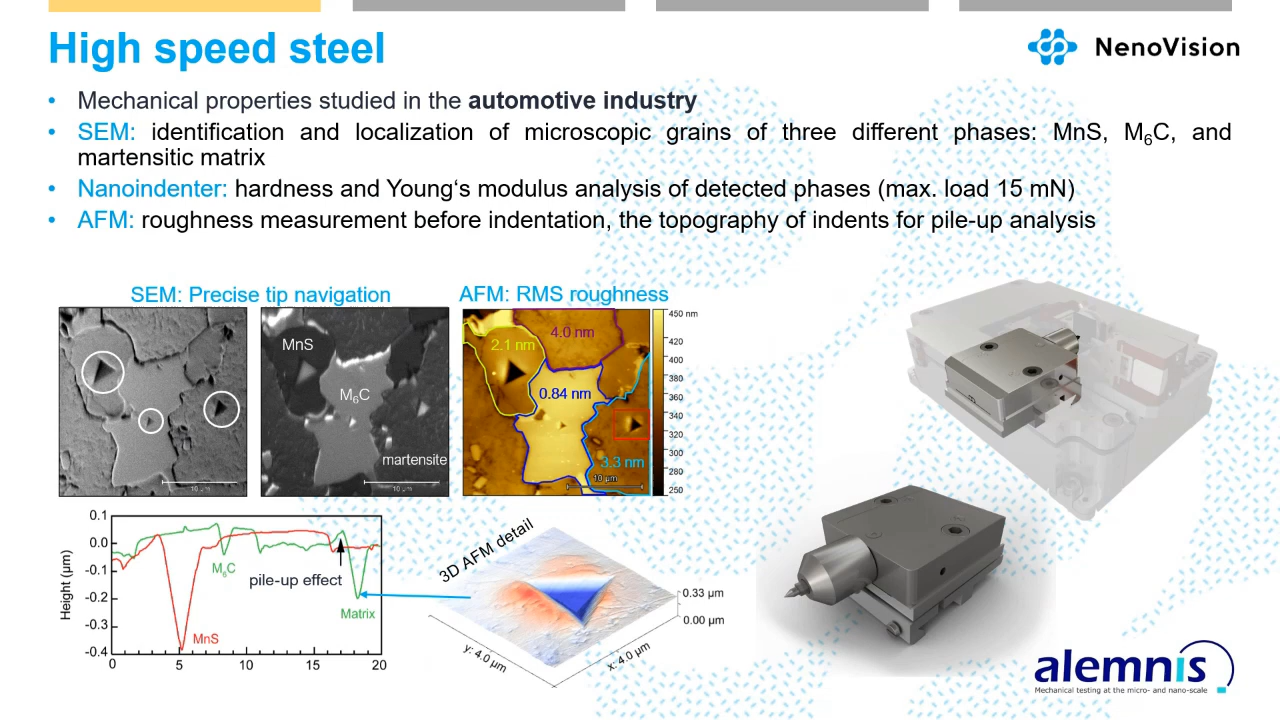 High speed steel
NenoVision
• Mechanical properties studied in the automotive industry
• SEM: identification and localization of microscopic grains of three different phases: MnS, M6C, and
martensitic matrix
• Nanoindenter: hardness and Young‘s modulus analysis of detected phases (max. load 15 mN)
• AFM: roughness measurement before indentation, the topography of indents for pile-up analysis
SEM: Precise tip navigation
AFM: RMS roughness
10 µm
MnS
M6C
martensite
10 µm
2.1 nm
4.0 nm
0.84 nm
3.3 nm
10 µm
450 nm
420
400
380
360
340
320
300
280
250
Height (µm)
0.1
0.0
-0.1
-0.2
-0.3
-0.4
0
5
10
15
20
M6C
pile-up effect
Matrix
MnS
3D AFM detail
0.33 µm
0.00 µm
y: 4.0 µm
x: 4.0 µm
alemnis
Mechanical testing at the micro- and nano-scale